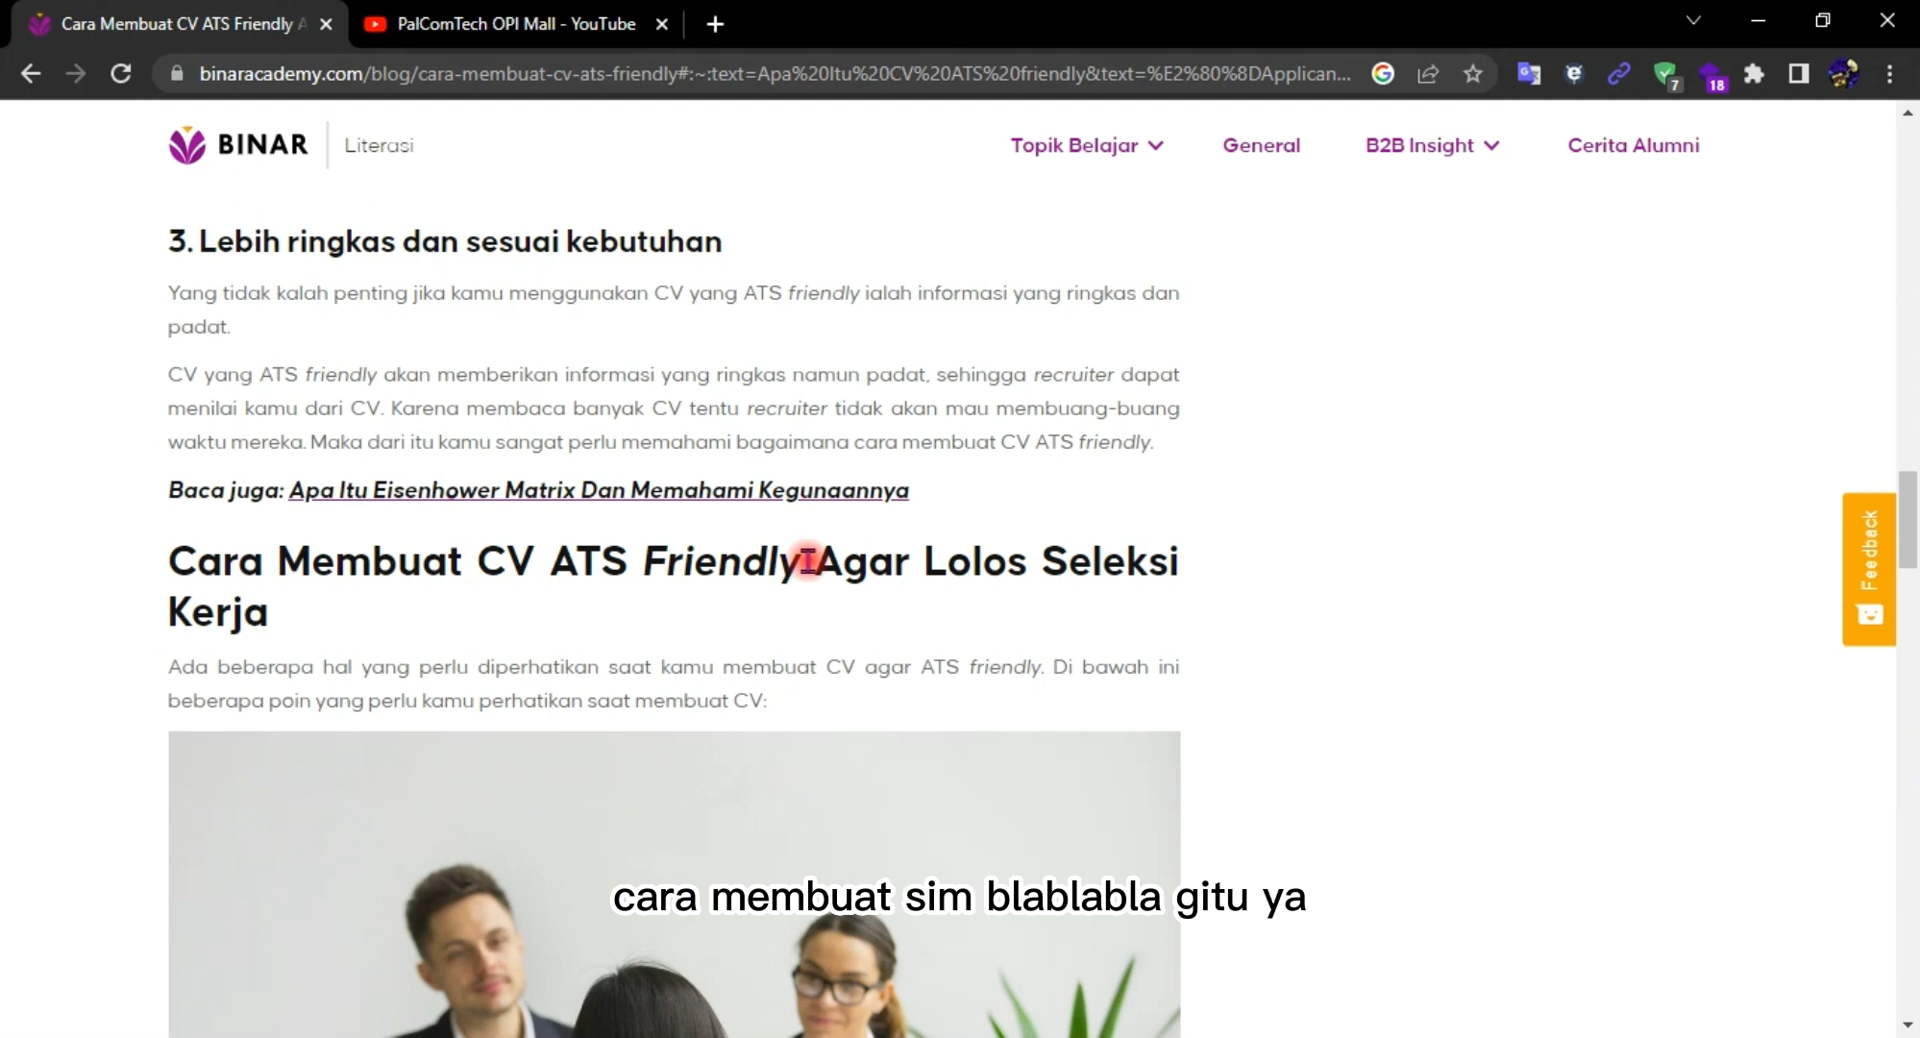 Cara Membuat CV ATS Friendly A
PalComTech OPI Mall - YouTube
binaracademy.com/blog/cara-membuat-cv-ats-friendly#:~:text=Apa%20Itu%20CV%20ATS%20friendly&text=%E2%80%8DApplican...
7
18
BINAR
Literasi
Topik Belajar
General
B2B Insight
Cerita Alumni
3. Lebih ringkas dan sesuai kebutuhan
Yang tidak kalah penting jika kamu menggunakan CV yang ATS friendly ialah informasi yang ringkas dan
padat.
CV yang ATS friendly akan memberikan informasi yang ringkas namun padat, sehingga recruiter dapat
menilai kamu dari CV. Karena membaca banyak CV tentu recruiter tidak akan mau membuang-buang
waktu mereka. Maka dari itu kamu sangat perlu memahami bagaimana cara membuat CV ATS friendly.
Baca juga: Apa Itu Eisenhower Matrix Dan Memahami Kegunaannya
Cara Membuat CV ATS Friendly Agar Lolos Seleksi
Kerja
Ada beberapa hal yang perlu diperhatikan saat kamu membuat CV agar ATS friendly. Di bawah ini
beberapa poin yang perlu kamu perhatikan saat membuat CV:
Feedback
cara membuat sim blablabla gitu ya